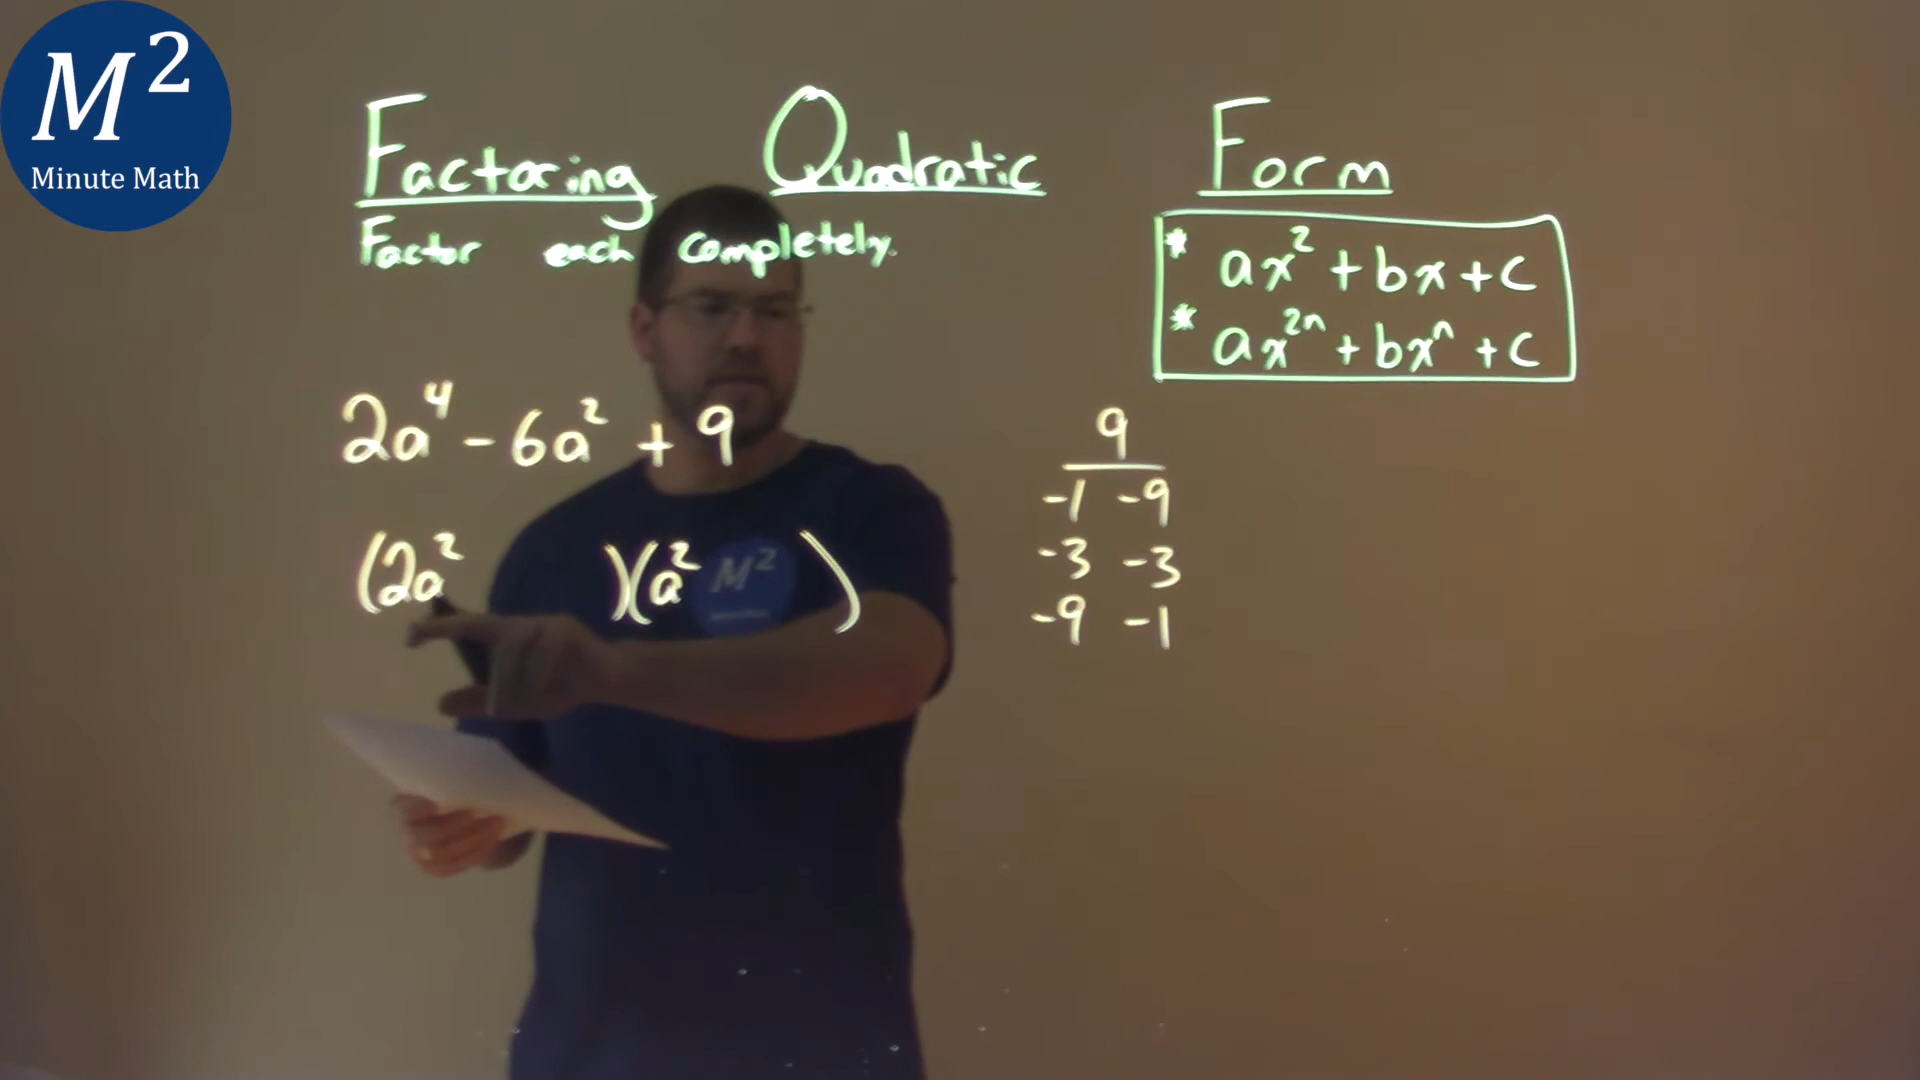 M²
Minute Math
Factoring Quadratic Form
Factor each completely.
* ax² + bx + c
* ax²ⁿ + bxⁿ + c
2a⁴ - 6a² + 9
9
-1 -9
(2a² )(a² )
M²
-3 -3
-9 -1